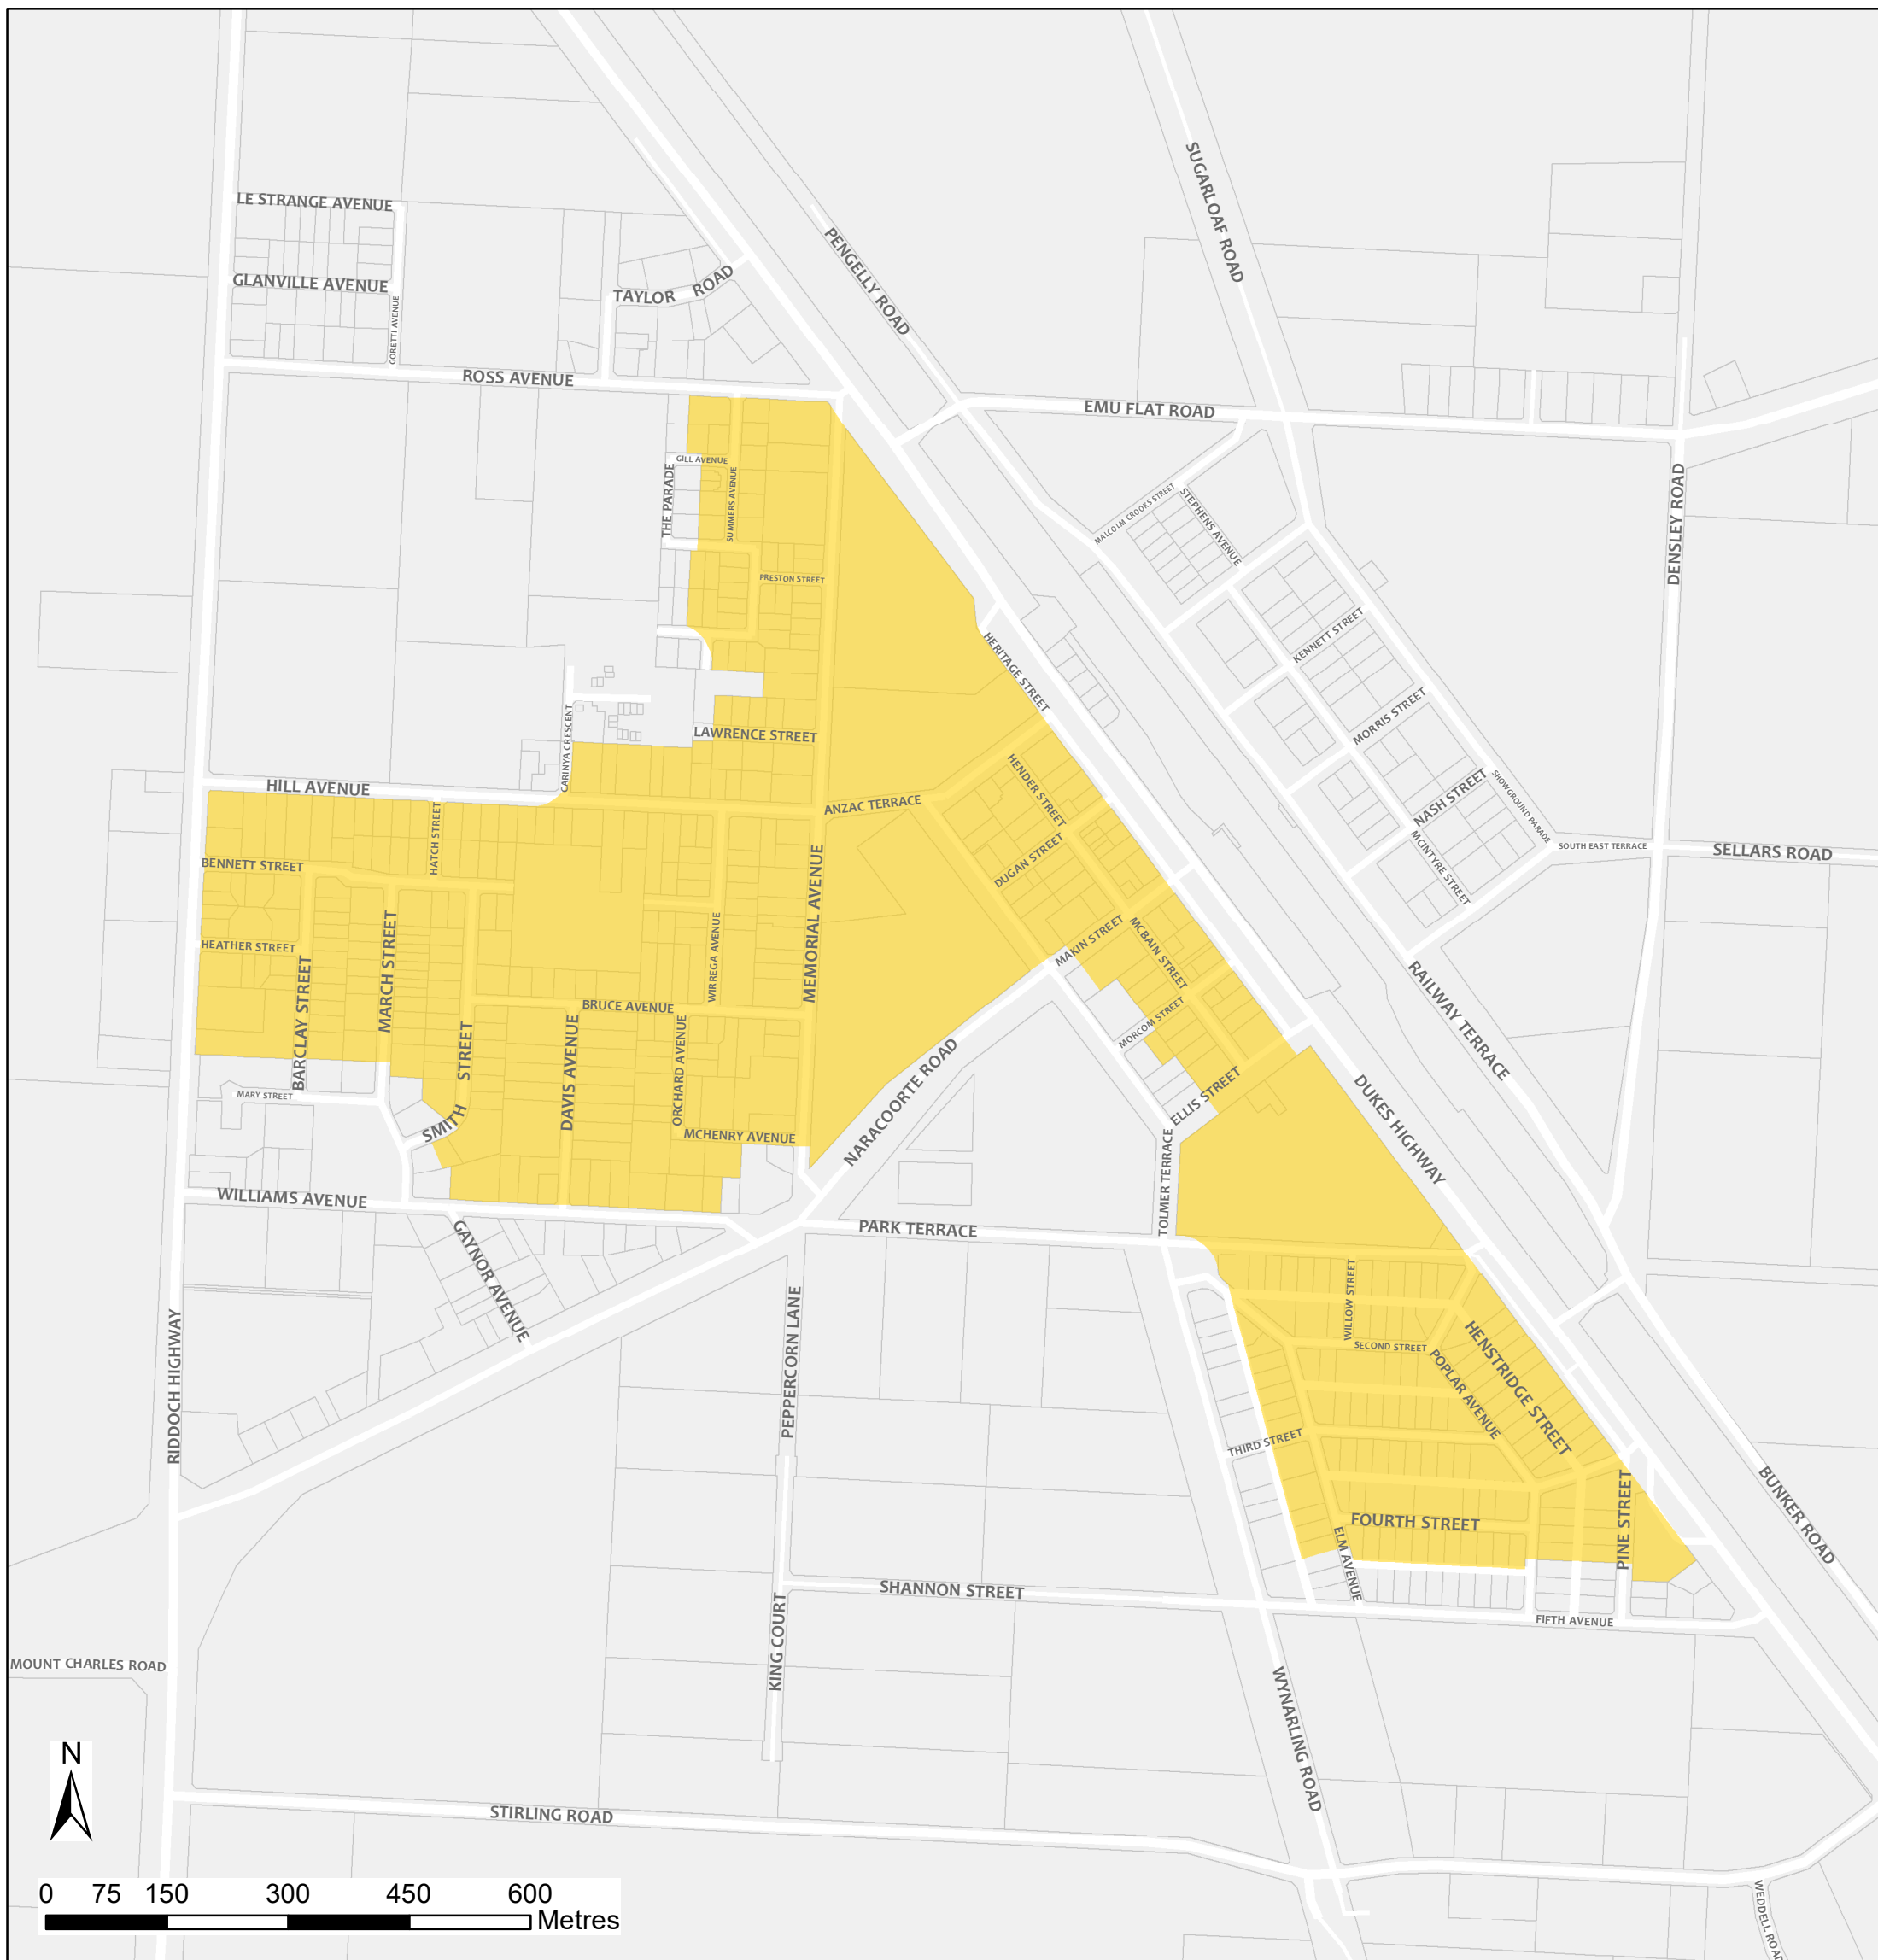 LE STRANGE AVENUE
GLANVILLE AVENUE
GORETTI AVENUE
TAYLOR ROAD
PENGELLY ROAD
SUGARLOAF ROAD
ROSS AVENUE
EMU FLAT ROAD
GILL AVENUE
THE PARADE
SUMMERS AVENUE
PRESTON STREET
MALCOLM CROOKS STREET
STEPHENS AVENUE
DENSLEY ROAD
HERITAGE STREET
KENNETT STREET
MORRIS STREET
NASH STREET
SHOWGROUND PARADE
MCINTYRE STREET
SOUTH EAST TERRACE
SELLARS ROAD
CARINYA CRESCENT
LAWRENCE STREET
HILL AVENUE
HATCH STREET
ANZAC TERRACE
HENDER STREET
DUGAN STREET
BENNETT STREET
HEATHER STREET
BARCLAY STREET
MARCH STREET
WIRREGA AVENUE
MEMORIAL AVENUE
MAKIN STREET
MCBAIN STREET
MORCOM STREET
RAILWAY TERRACE
BRUCE AVENUE
SMITH STREET
DAVIS AVENUE
ORCHARD AVENUE
MCHENRY AVENUE
MARY STREET
NARACOORTE ROAD
ELLIS STREET
TOLMER TERRACE
DUKES HIGHWAY
WILLIAMS AVENUE
GAYNOR AVENUE
PARK TERRACE
RIDDOCH HIGHWAY
PEPPERCORN LANE
WILLOW STREET
SECOND STREET
POPLAR AVENUE
HENSTRIDGE STREET
THIRD STREET
FOURTH STREET
ELM AVENUE
PINE STREET
BUNKER ROAD
SHANNON STREET
FIFTH AVENUE
KING COURT
MOUNT CHARLES ROAD
WYNARLING ROAD
STIRLING ROAD
WEDDELL ROAD
N
0 75 150 300 450 600
Metres